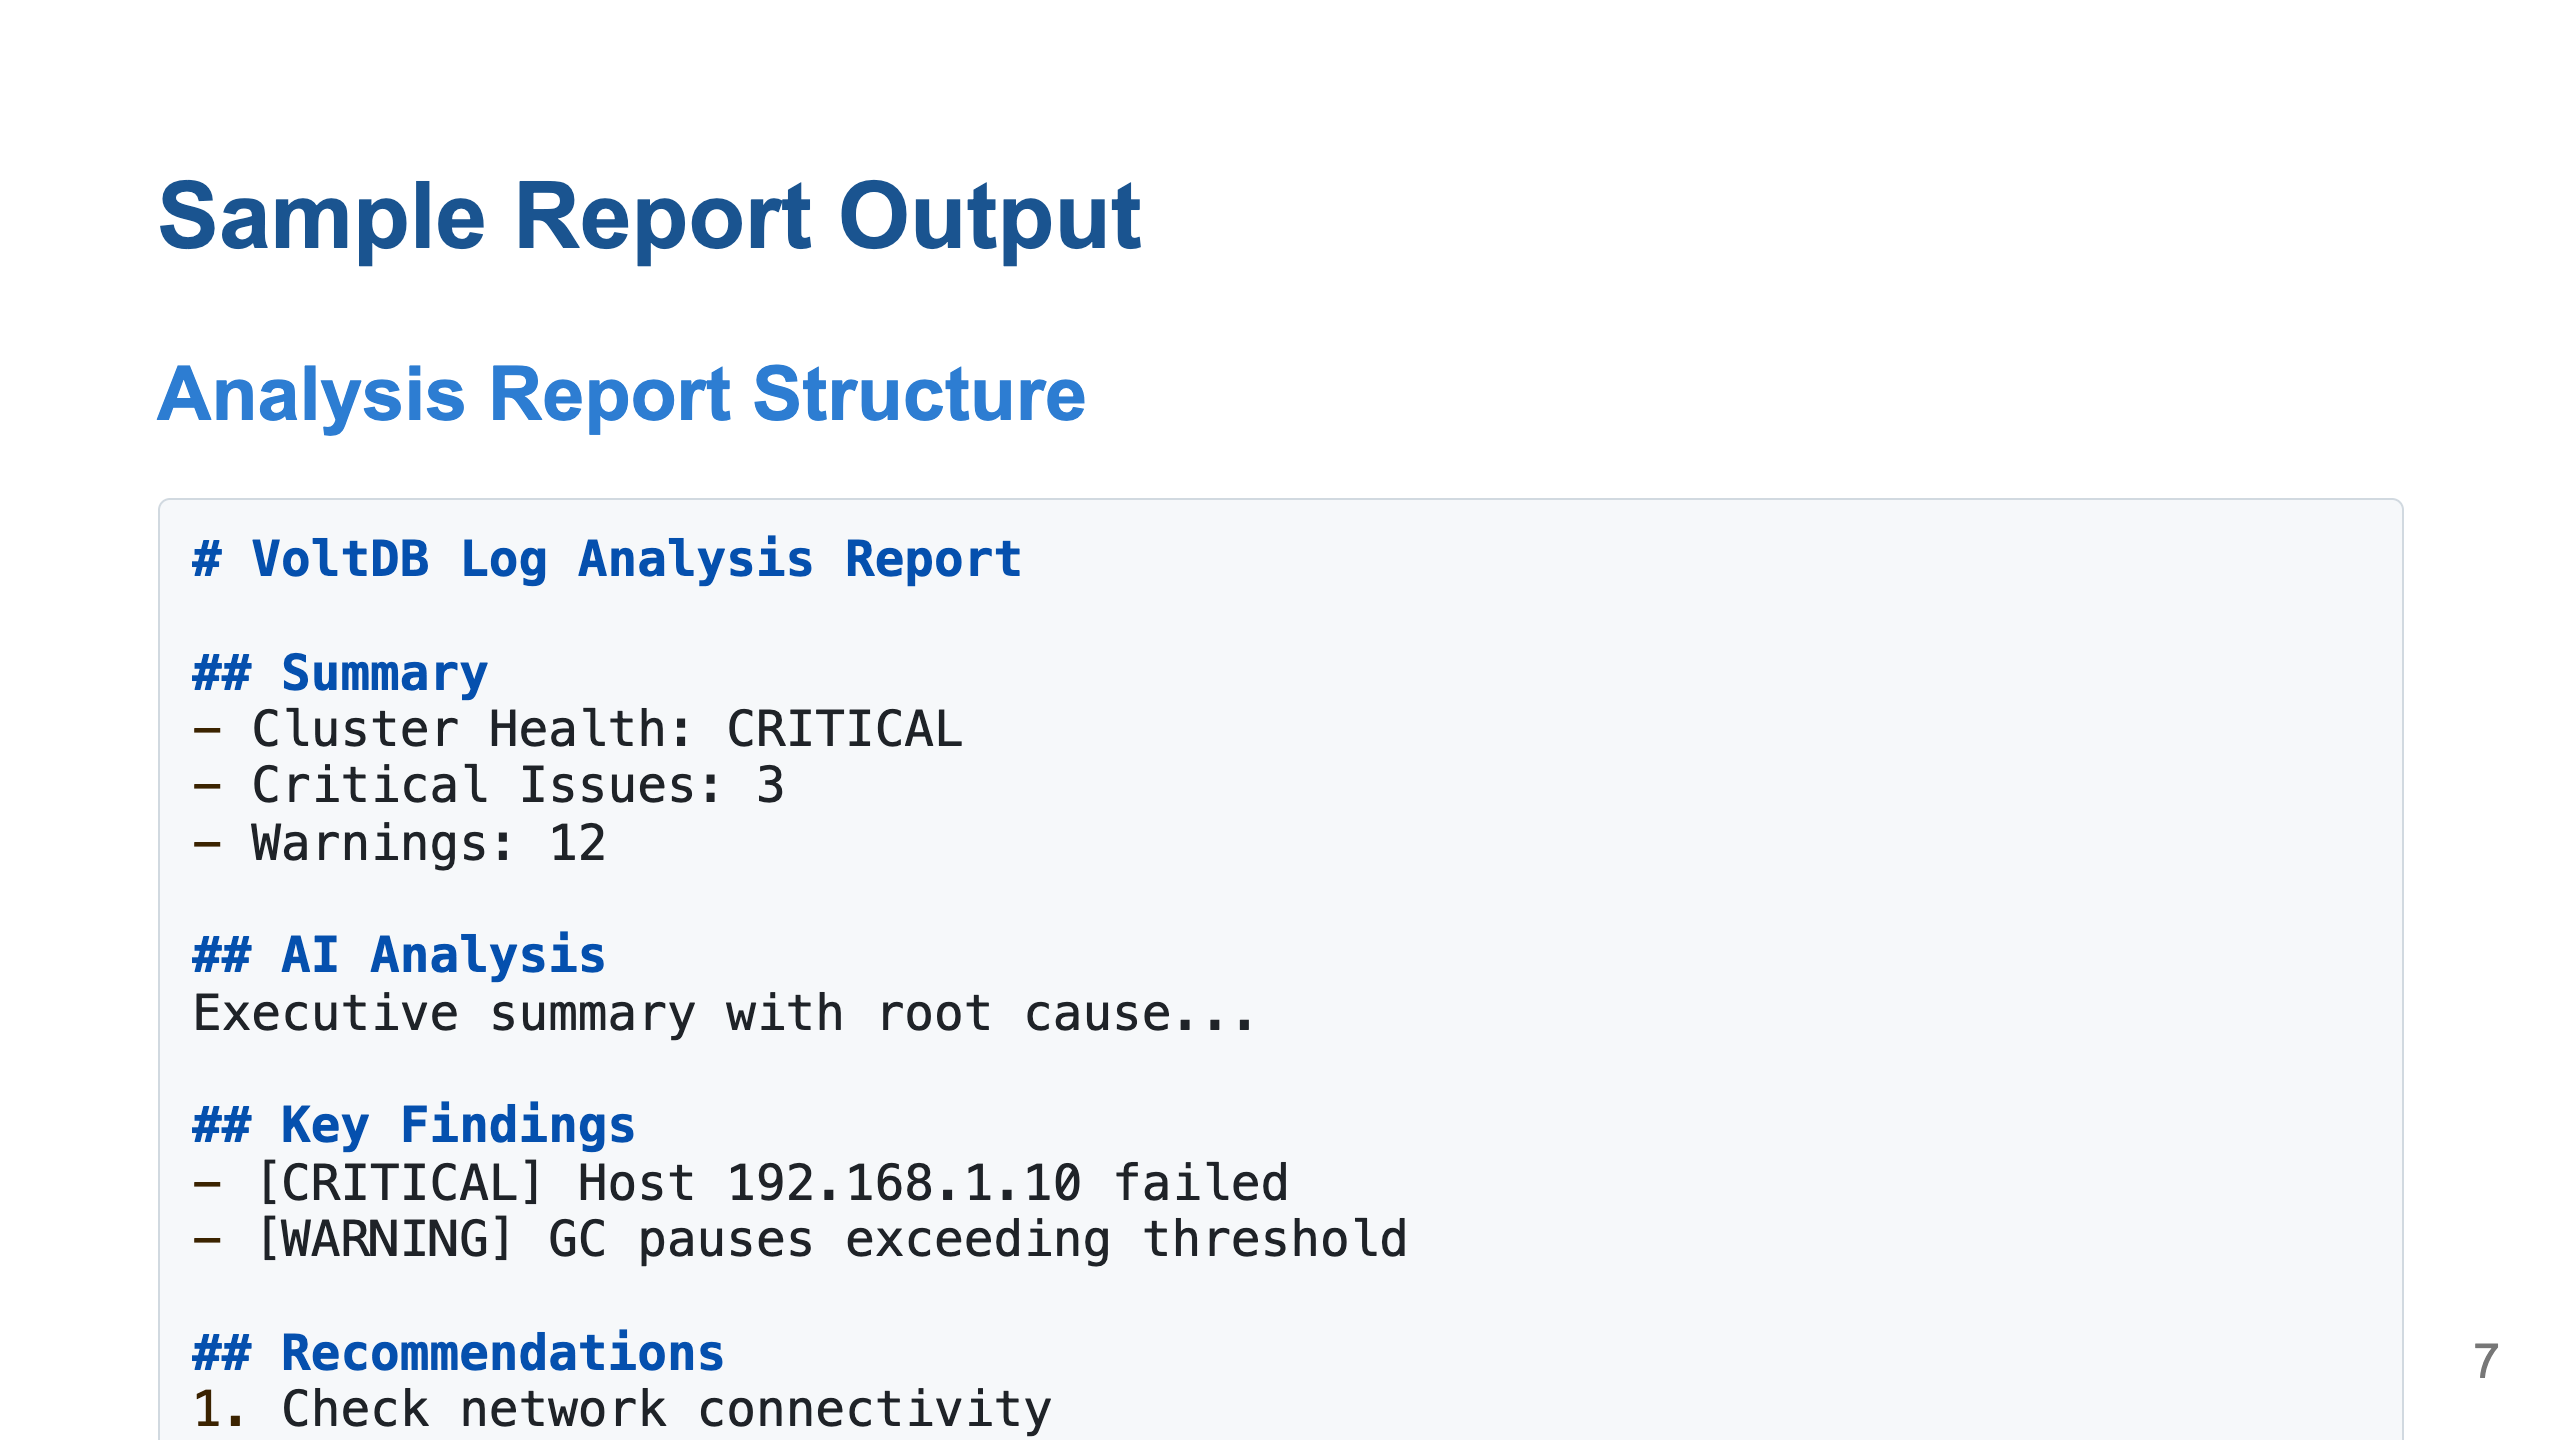 Sample Report Output
Analysis Report Structure
# VoltDB Log Analysis Report
## Summary
- Cluster Health: CRITICAL
- Critical Issues: 3
- Warnings: 12
## AI Analysis
Executive summary with root cause...
## Key Findings
- [CRITICAL] Host 192.168.1.10 failed
- [WARNING] GC pauses exceeding threshold
## Recommendations
1. Check network connectivity
7